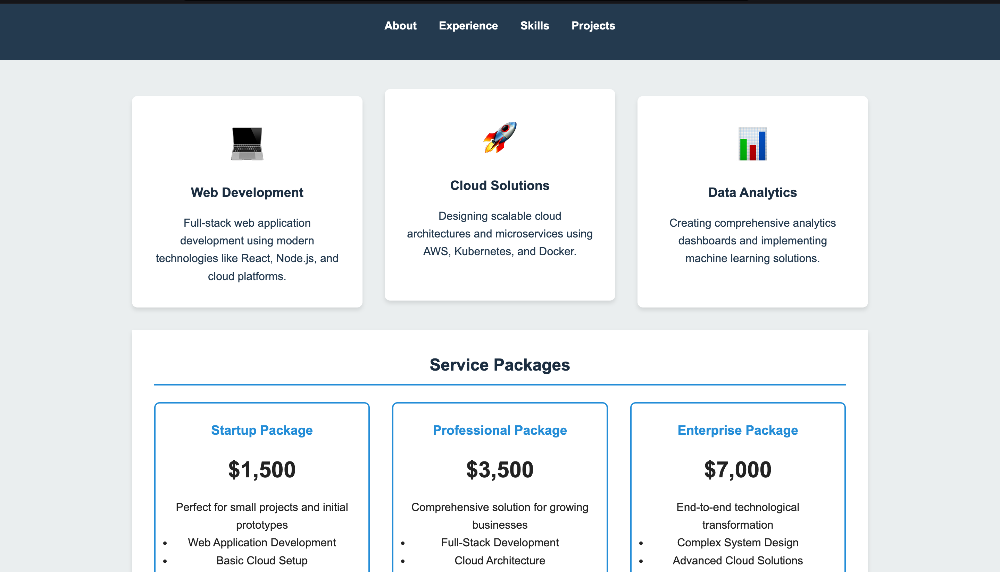 About Experience Skills Projects
Web Development
Full-stack web application
development using modern
technologies like React, Node.js, and
cloud platforms.
Cloud Solutions
Designing scalable cloud
architectures and microservices using
AWS, Kubernetes, and Docker.
Data Analytics
Creating comprehensive analytics
dashboards and implementing
machine learning solutions.
Service Packages
Startup Package
$1,500
Perfect for small projects and initial
prototypes
• Web Application Development
• Basic Cloud Setup
Professional Package
$3,500
Comprehensive solution for growing
businesses
• Full-Stack Development
• Cloud Architecture
Enterprise Package
$7,000
End-to-end technological
transformation
• Complex System Design
• Advanced Cloud Solutions